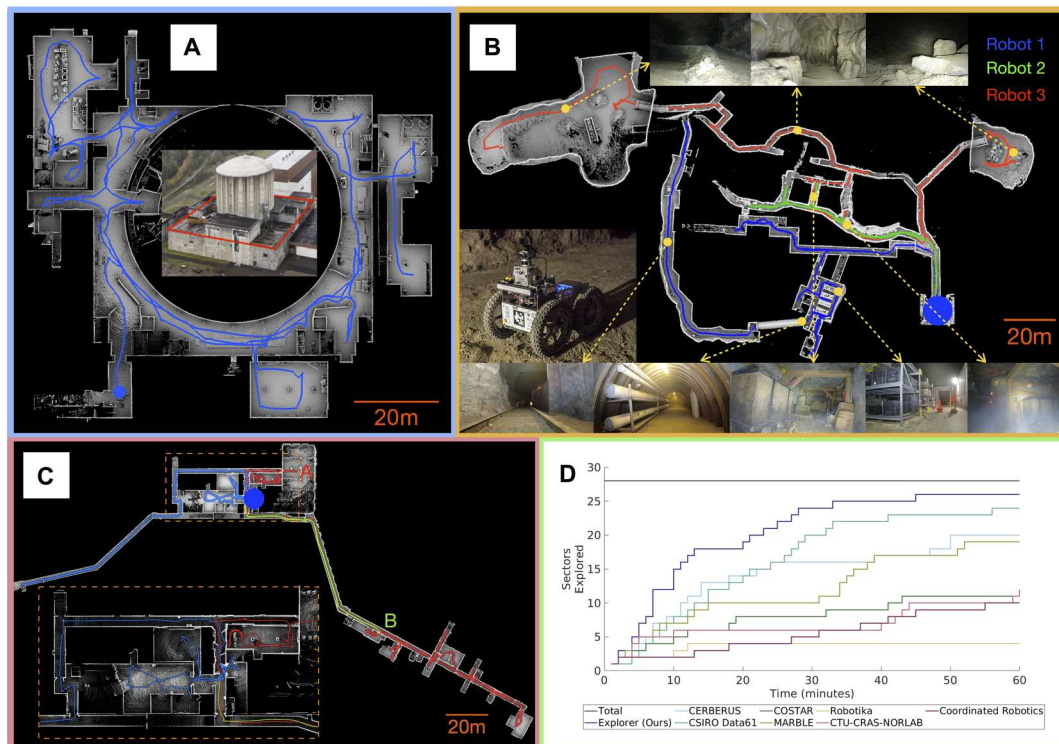 A
20m
B
Robot 1
Robot 2
Robot 3
20m
C
A
B
20m
D
30
25
20
15
10
5
0
Sectors
Explored
0 10 20 30 40 50 60
Time (minutes)
Total CERBERUS COSTAR Robotika Coordinated Robotics
Explorer (Ours) CSIRO Data61 MARBLE CTU-CRAS-NORLAB